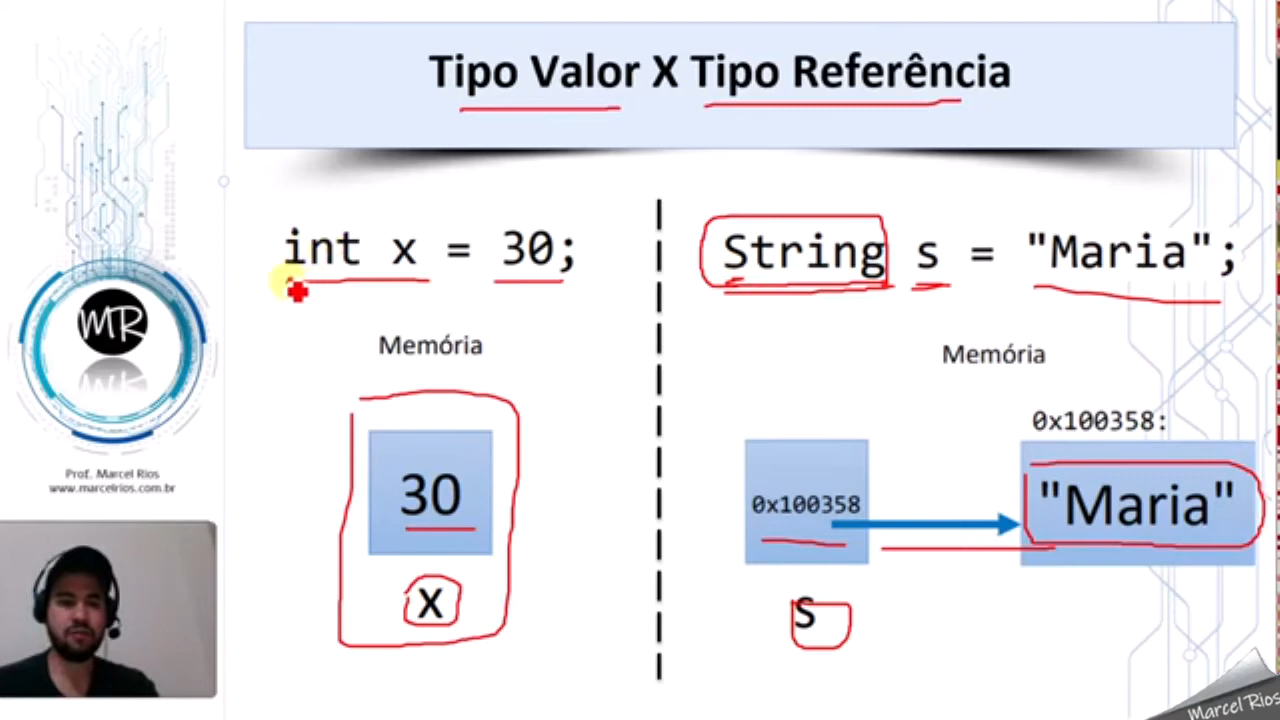 Tipo Valor X Tipo Referência
int x = 30;
String s = "Maria";
Memória
Memória
0x100358:
30
0x100358
"Maria"
x
s
MR
Prof. Marcel Rios
www.marcelrios.com.br
Marcel Rios